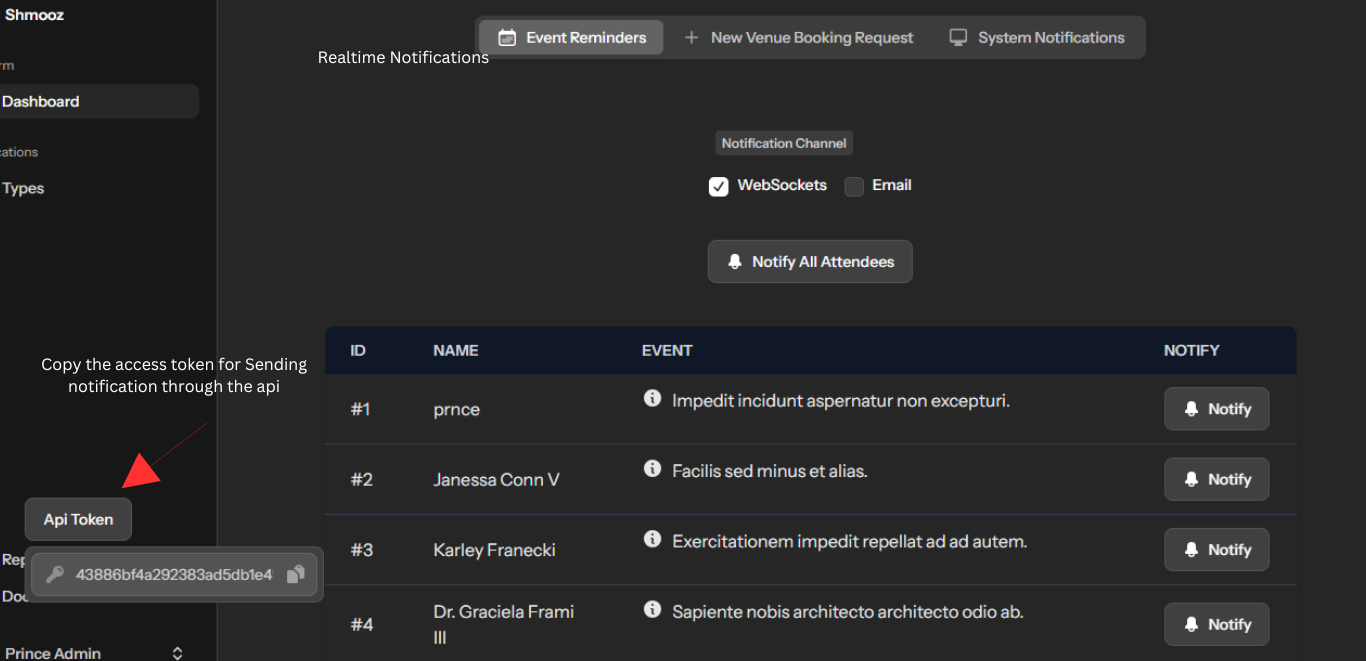 Shmooz
rm
Dashboard
cations
Types
Event Reminders
New Venue Booking Request
System Notifications
Realtime Notifications
Notification Channel
WebSockets
Email
Notify All Attendees
Copy the access token for Sending
notification through the api
ID NAME EVENT NOTIFY
#1 prnce Impedit incidunt aspernatur non excepturi. Notify
#2 Janessa Conn V Facilis sed minus et alias. Notify
#3 Karley Franecki Exercitationem impedit repellat ad ad autem. Notify
#4 Dr. Graciela Frami Sapiente nobis architecto architecto odio ab. Notify
III
Api Token
Rep
43886bf4a292383ad5db1e4
Doc
Prince Admin